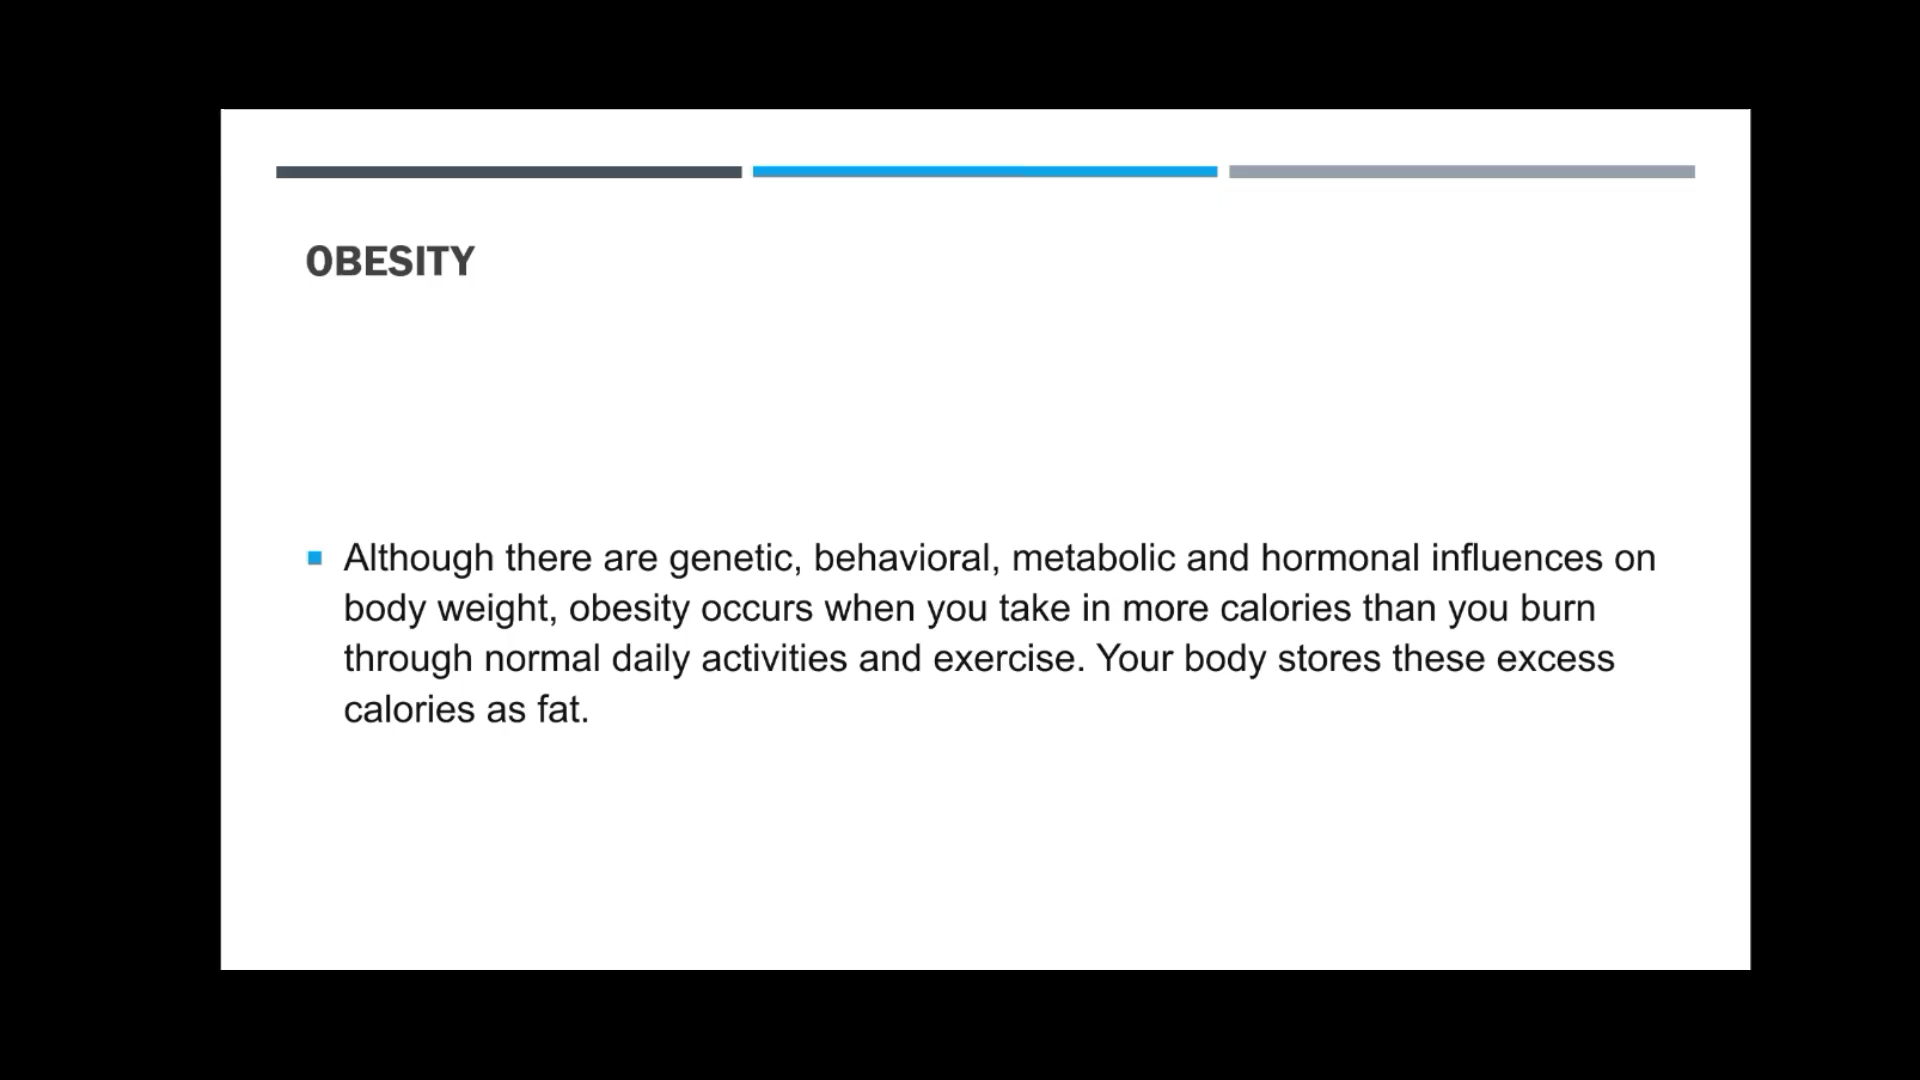 OBESITY
Although there are genetic, behavioral, metabolic and hormonal influences on
body weight, obesity occurs when you take in more calories than you burn
through normal daily activities and exercise. Your body stores these excess
calories as fat.